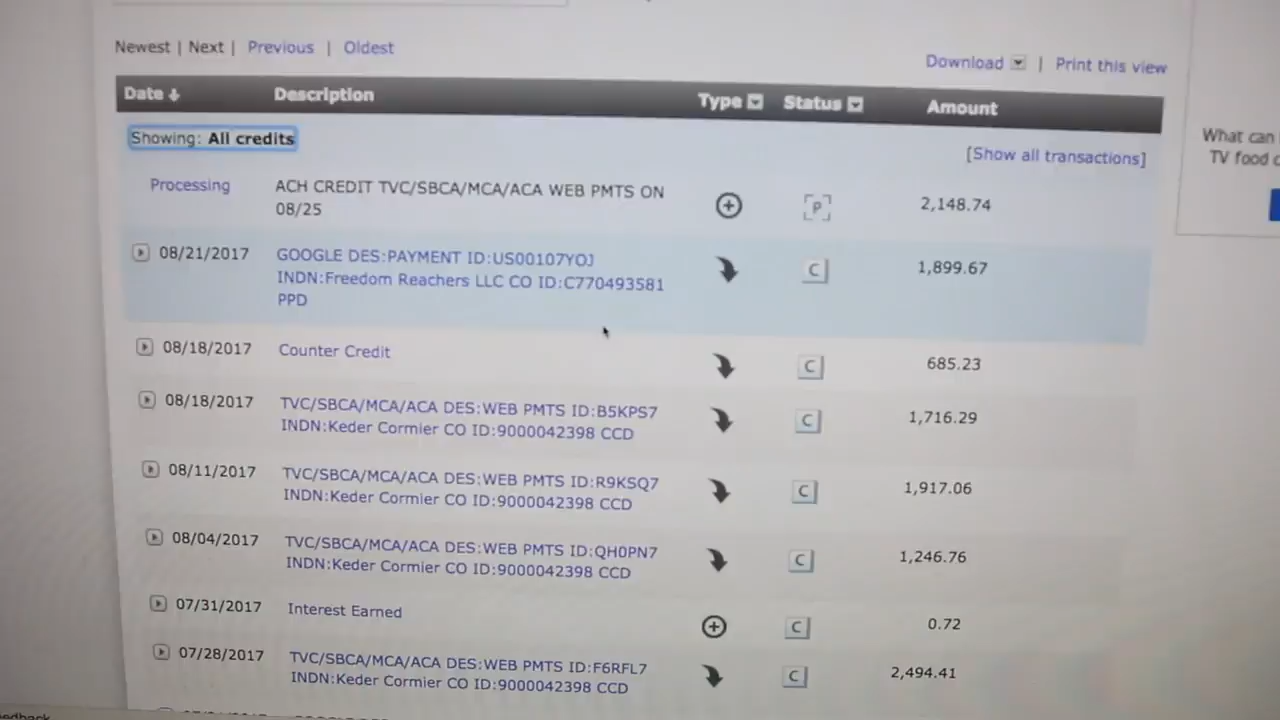 Newest | Next | Previous | Oldest
Download | Print this view
Date Description Type Status Amount
Showing: All credits
[Show all transactions]
Processing ACH CREDIT TVC/SBCA/MCA/ACA WEB PMTS ON 2,148.74
08/25
P
08/21/2017 GOOGLE DES:PAYMENT ID:US00107YOJ C 1,899.67
INDN:Freedom Reachers LLC CO ID:C770493581
PPD
08/18/2017 Counter Credit C 685.23
08/18/2017 TVC/SBCA/MCA/ACA DES:WEB PMTS ID:B5KPS7 C 1,716.29
INDN:Keder Cormier CO ID:9000042398 CCD
08/11/2017 TVC/SBCA/MCA/ACA DES:WEB PMTS ID:R9KSQ7 C 1,917.06
INDN:Keder Cormier CO ID:9000042398 CCD
08/04/2017 TVC/SBCA/MCA/ACA DES:WEB PMTS ID:QH0PN7 C 1,246.76
INDN:Keder Cormier CO ID:9000042398 CCD
07/31/2017 Interest Earned C 0.72
07/28/2017 TVC/SBCA/MCA/ACA DES:WEB PMTS ID:F6RFL7 C 2,494.41
INDN:Keder Cormier CO ID:9000042398 CCD
What can
TV food